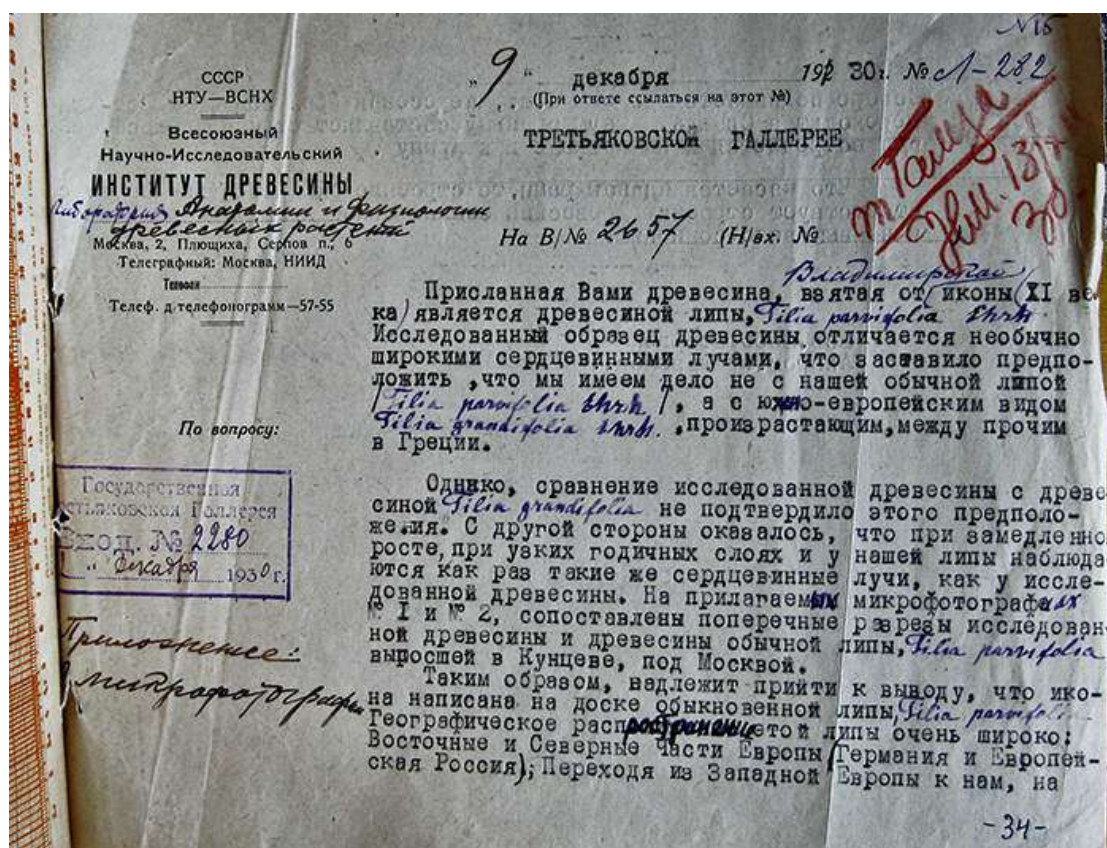 №15
СССР
НТУ—ВСНХ
Всесоюзный
Научно-Исследовательский
ИНСТИТУТ ДРЕВЕСИНЫ
Лаборатория Анатомии и физиологии
древесных растений
Москва, 2, Плющиха, Серпов п., 6
Телеграфный: Москва, НИИД
Телеф. д. телефонограмм—57-55
По вопросу:
Государственная
Третьяковская Галлерея
ВХОД. № 2280
" декабря 1930 г.
Приложение:
2 микрофотографии
„9" декабря 192 30г. № Л-282
(При ответе ссылаться на этот №)
ТРЕТЬЯКОВСКОЙ ГАЛЛЕРЕЕ
На В/№ 2657 (Н/вх. №
Владимирской
Присланная Вами древесина, взятая от (иконы (XI ве-
ка) является древесиной липы, Tilia parvifolia Ehrh.
Исследованный образец древесины отличается необычно
широкими сердцевинными лучами, что заставило предпо-
ложить ,что мы имеем дело не с нашей обычной липой
(Tilia parvifolia Ehrh.), а с южно-европейским видом
Tilia grandifolia Ehrh. ,произрастающим,между прочим
в Греции.
Однако, сравнение исследованной древесины с древе
синой Tilia grandifolia не подтвердило этого предполо-
жения. С другой стороны оказалось, что при замедленно
росте,при узких годичных слоях и у нашей липы наблюда
ются как раз такие же сердцевинные лучи, как у иссле-
дованной древесины. На прилагаемых микрофотографиях
№ I и № 2, сопоставлены поперечные разрезы исследован-
ной древесины и древесины обычной липы, Tilia parvifolia
выросшей в Кунцеве, под Москвой.
Таким образом, надлежит прийти к выводу, что ико-
на написана на доске обыкновенной липы, Tilia parvifolia
Географическое распространение этой липы очень широко:
Восточные и Северные части Европы (Германия и Европей-
ская Россия); Переходя из Западной Европы к нам, на
-34-